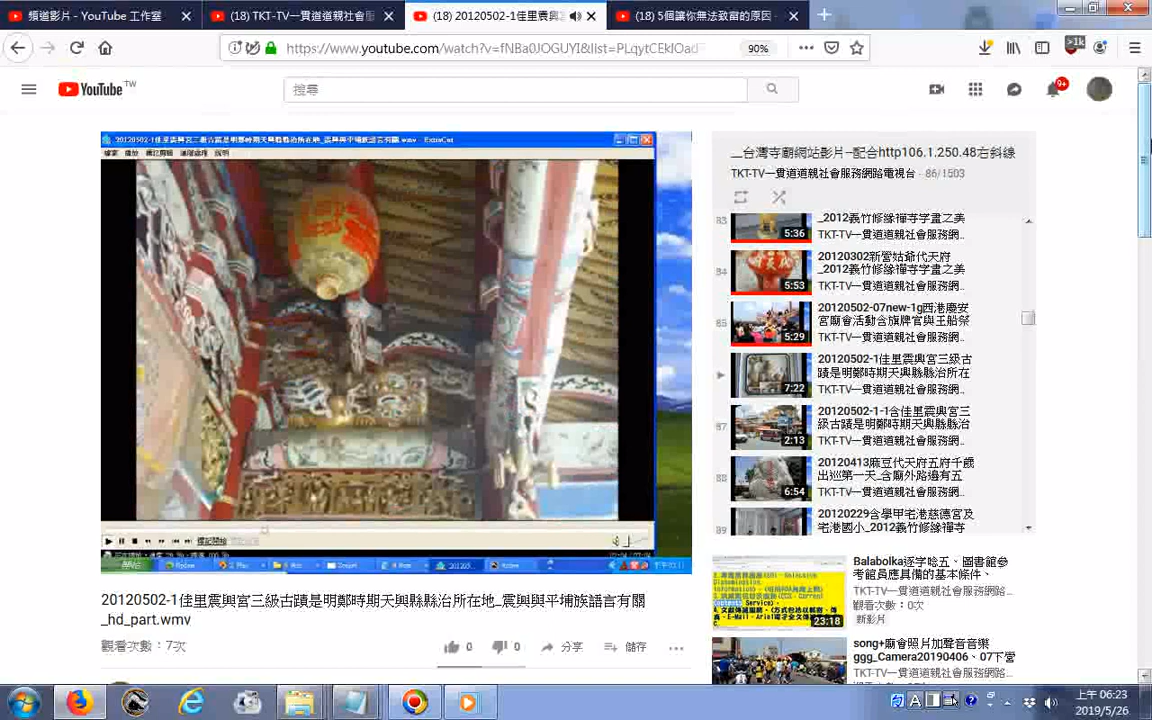 頻道影片 - YouTube 工作室
(18) TKT-TV一貫道道親社會
(18) 20120502-1佳里震興
(18) 5個讓你無法致富的原因
https://www.youtube.com/watch?v=fNBa0JOGUYI&list=PLqytCEkIOad
90%
>1k
YouTube TW
搜尋
9+
20120502-1佳里震興宮三級古蹟是明鄭時期天興縣縣治所在地_震興與平埔族語言有關.wmv
檔案 播放 說明
__台灣寺廟網站影片--配合http106.1.250.48右斜線
TKT-TV一貫道道親社會服務網路電視台 - 86/1503
83
_2012義竹修緣禪寺字畫之美
TKT-TV一貫道道親社會服務網..
5:36
84
20120302新營姑爺代天府
_2012義竹修緣禪寺字畫之美
TKT-TV一貫道道親社會服務網..
5:53
85
20120502-07new-1g西港慶安
宮廟會活動含旗牌官與王船祭
TKT-TV一貫道道親社會服務網..
5:29
20120502-1佳里震興宮三級古
蹟是明鄭時期天興縣縣治所在
TKT-TV一貫道道親社會服務網..
7:22
87
20120502-1-1含佳里震興宮三
級古蹟是明鄭時期天興縣縣治
TKT-TV一貫道道親社會服務網..
2:13
88
20120413麻豆代天府五府千歲
出巡第一天_含廟外路邊有五
TKT-TV一貫道道親社會服務網..
6:54
89
20120229含學甲宅港慈德宮及
宅港國小_2012義竹修緣禪寺
標記開始
開始
20120502-1佳里震興宮三級古蹟是明鄭時期天興縣縣治所在地_震興與平埔族語言有關
_hd_part.wmv
觀看次數：7次
0
0
分享
儲存
Balabolka逐字唸五、圖書館參
考館員應具備的基本條件、
TKT-TV一貫道道親社會服務網路...
觀看次數：0次
新影片
23:18
song+廟會照片加聲音音樂
ggg_Camera20190406、07下營
TKT-TV一貫道道親社會服務網路...
上午 06:23
2019/5/26